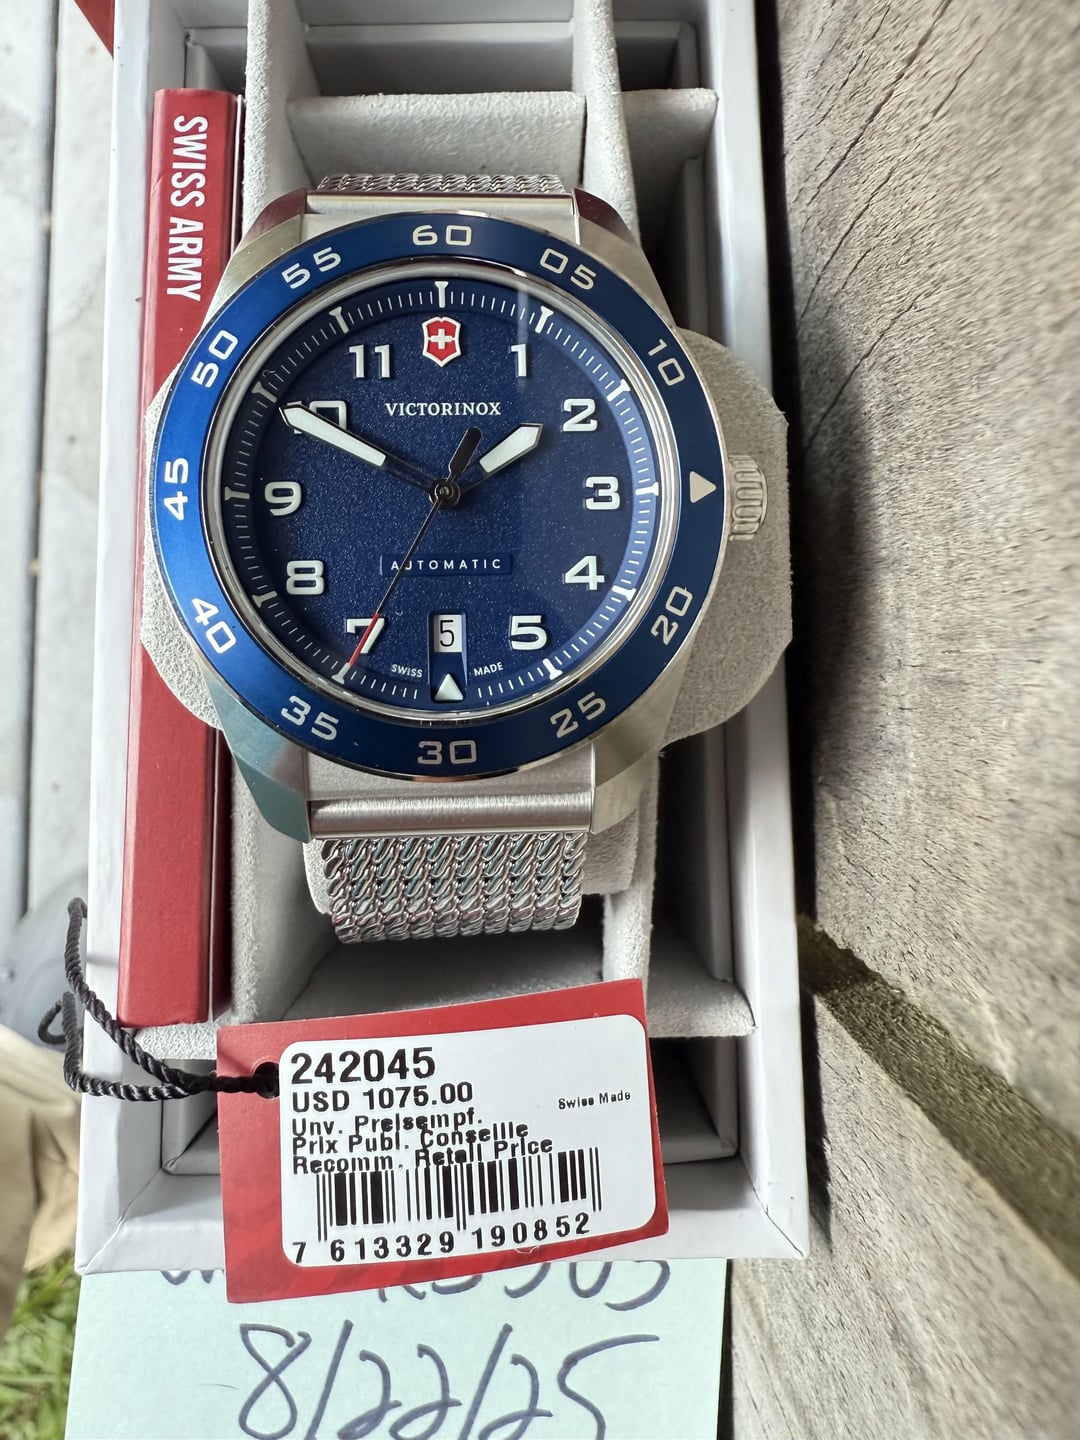 SWISS ARMY
60
05
10
20
25
30
35
40
45
50
55
11
1
2
3
4
5
7
8
9
10
VICTORINOX
AUTOMATIC
5
SWISS MADE
242045
USD 1075.00
Swiss Made
Unv. Preisempf.
Prix Publ. Conseille
Recomm. Retail Price
7 613329 190852
8/22/25